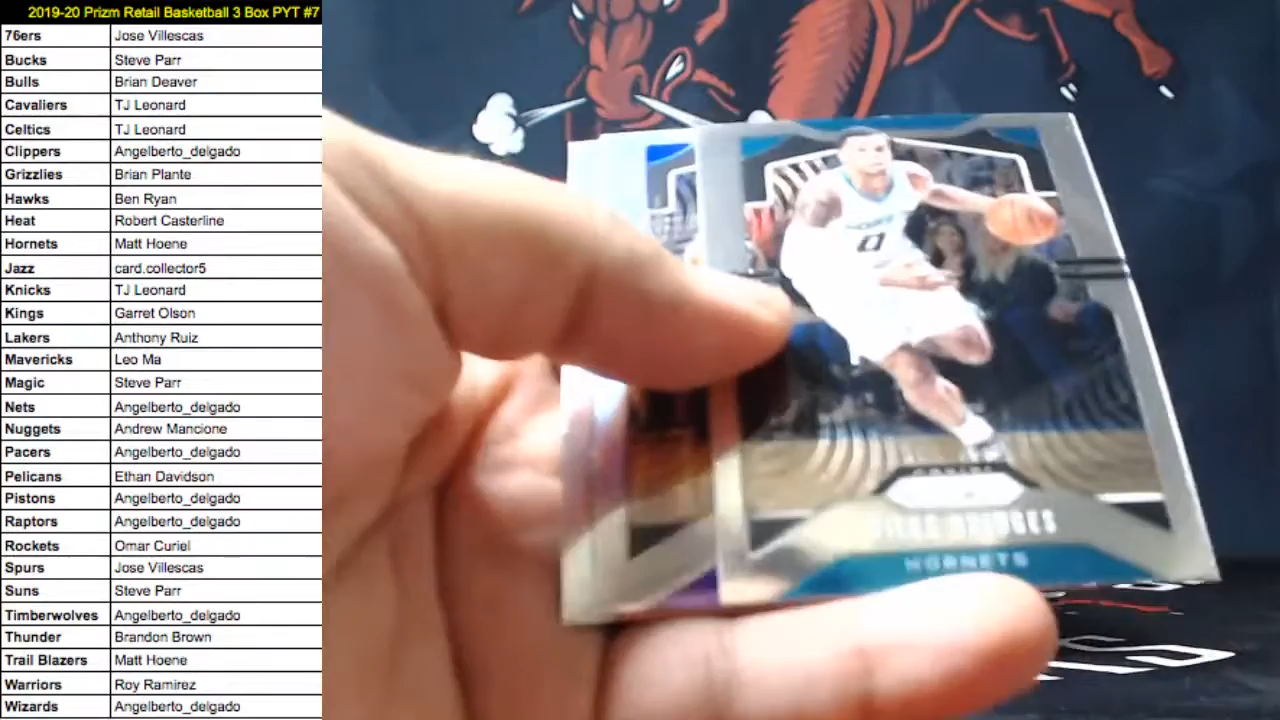 2019-20 Prizm Retail Basketball 3 Box PYT #7
76ers Jose Villescas
Bucks Steve Parr
Bulls Brian Deaver
Cavaliers TJ Leonard
Celtics TJ Leonard
Clippers Angelberto_delgado
Grizzlies Brian Plante
Hawks Ben Ryan
Heat Robert Casterline
Hornets Matt Hoene
Jazz card.collector5
Knicks TJ Leonard
Kings Garret Olson
Lakers Anthony Ruiz
Mavericks Leo Ma
Magic Steve Parr
Nets Angelberto_delgado
Nuggets Andrew Mancione
Pacers Angelberto_delgado
Pelicans Ethan Davidson
Pistons Angelberto_delgado
Raptors Angelberto_delgado
Rockets Omar Curiel
Spurs Jose Villescas
Suns Steve Parr
Timberwolves Angelberto_delgado
Thunder Brandon Brown
Trail Blazers Matt Hoene
Warriors Roy Ramirez
Wizards Angelberto_delgado
0
BRIDGES
HORNETS